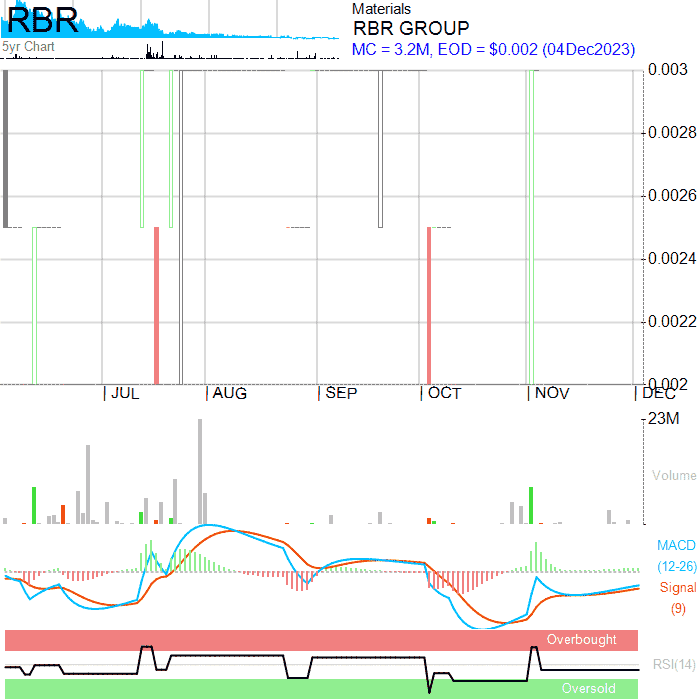 RBR
5yr Chart
Materials
RBR GROUP
MC = 3.2M, EOD = $0.002 (04Dec2023)
0.003
0.0028
0.0026
0.0024
0.0022
0.002
JUL AUG SEP OCT NOV DEC
23M
Volume
MACD
(12-26)
Signal
(9)
Overbought
RSI(14)
Oversold